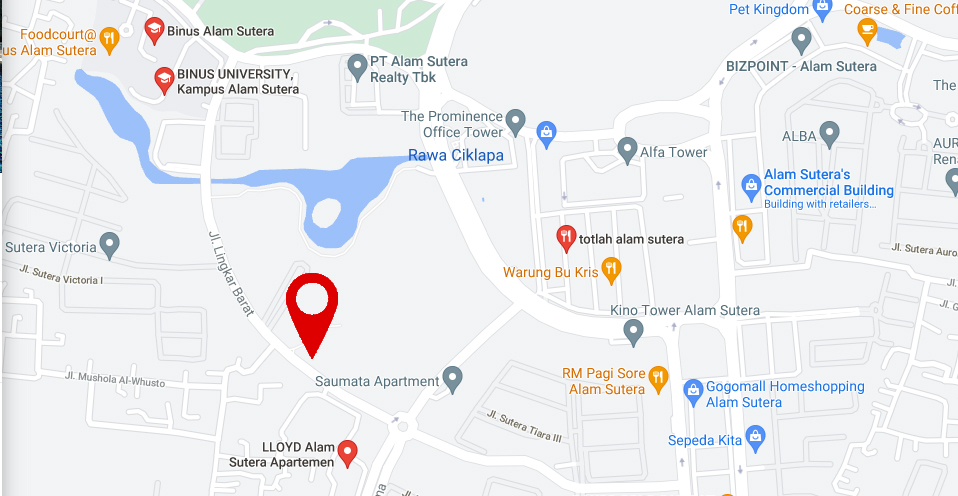 Pet Kingdom
Coarse & Fine Coff
Foodcourt@
us Alam Sutera
Binus Alam Sutera
BINUS UNIVERSITY,
Kampus Alam Sutera
PT Alam Sutera
Realty Tbk
BIZPOINT - Alam Sutera
The
The Prominence
Office Tower
Rawa Ciklapa
Alfa Tower
ALBA
AUR
Rena
Alam Sutera's
Commercial Building
Building with retailers...
Sutera Victoria
Jl. Sutera Victoria I
Jl. Lingkar Barat
totlah alam sutera
Warung Bu Kris
Jl. Sutera Auro
Jl. G
Kino Tower Alam Sutera
Jl. Mushola Al-Whusto
Saumata Apartment
RM Pagi Sore
Alam Sutera
Gogomall Homeshopping
Alam Sutera
Jl. Sutera Tiara III
Sepeda Kita
LLOYD Alam
Sutera Apartemen
na